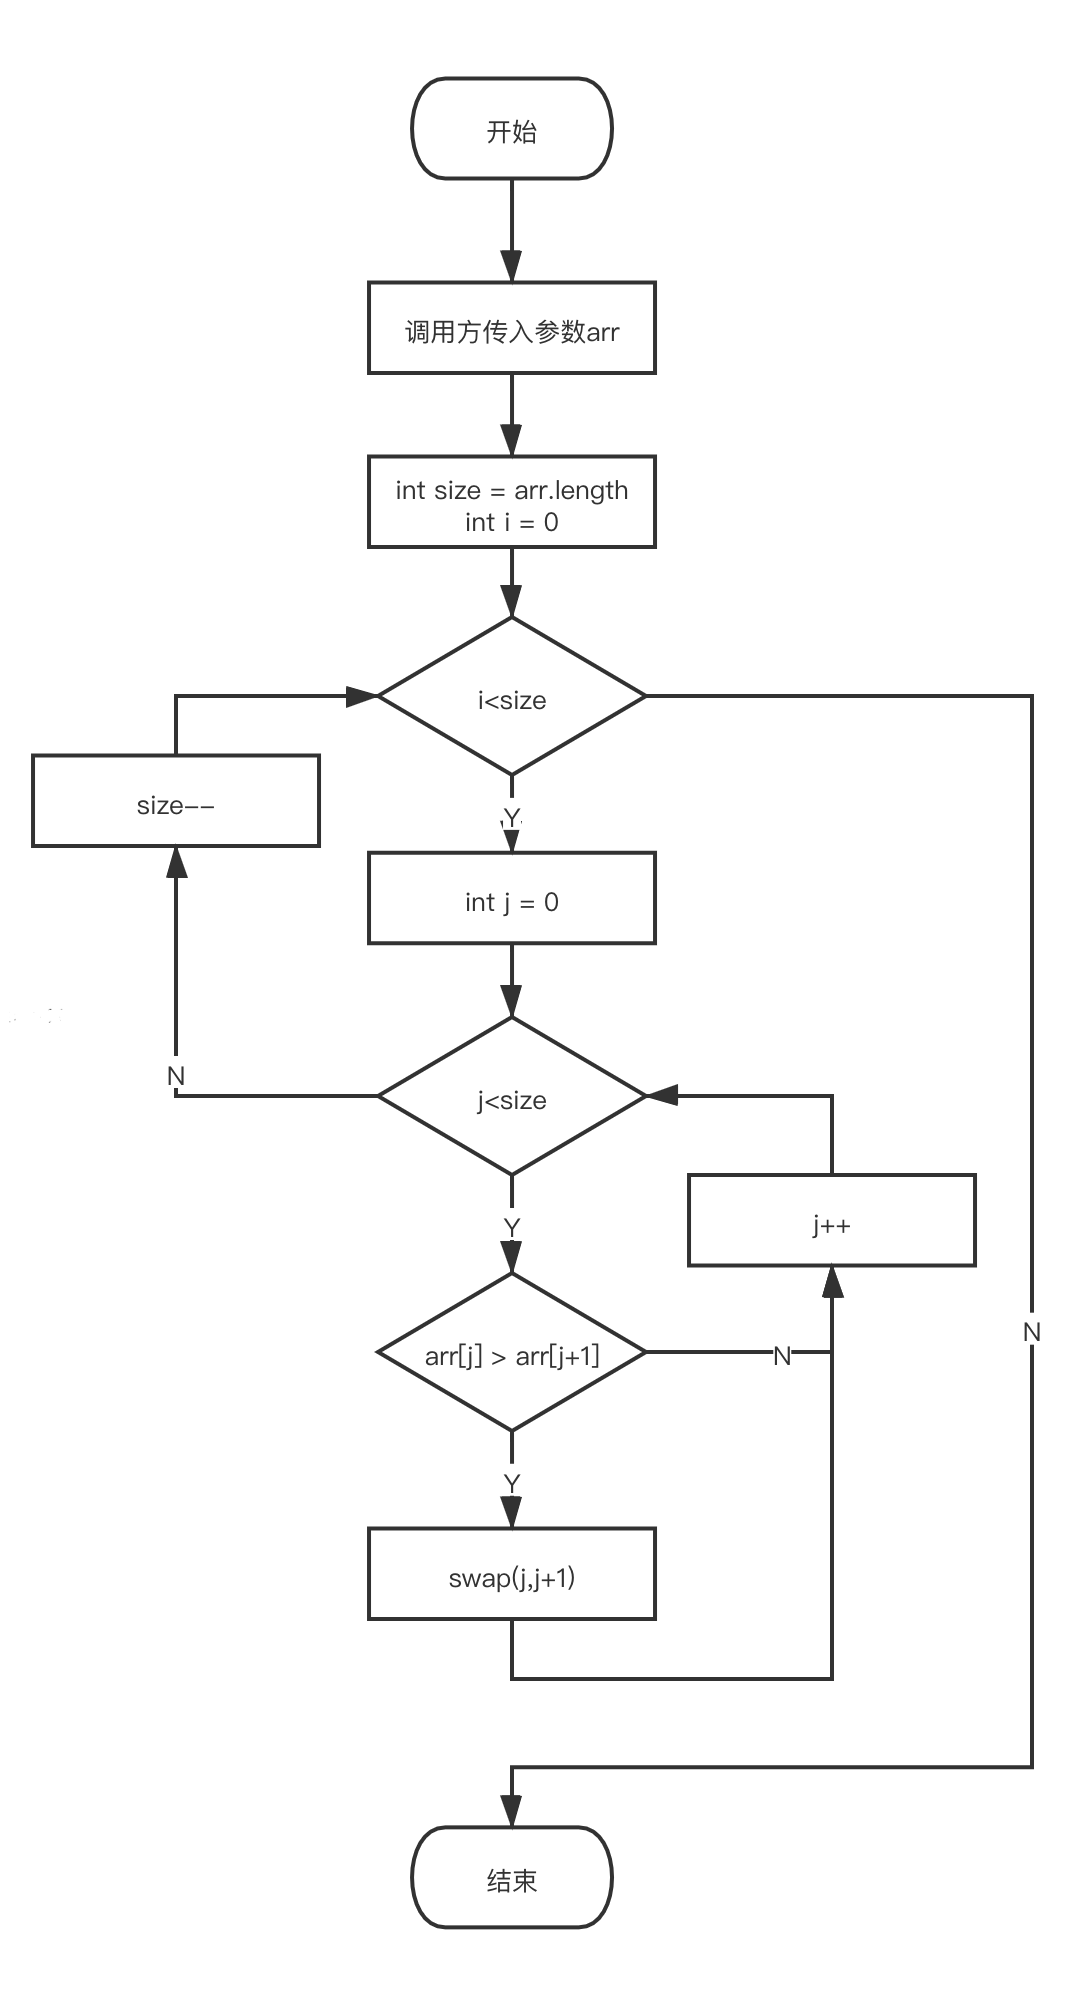 开始
调用方传入参数arr
int size = arr.length
int i = 0
i<size
size--
Y
int j = 0
N
j<size
j++
Y
N
arr[j] > arr[j+1]
N
Y
swap(j,j+1)
结束